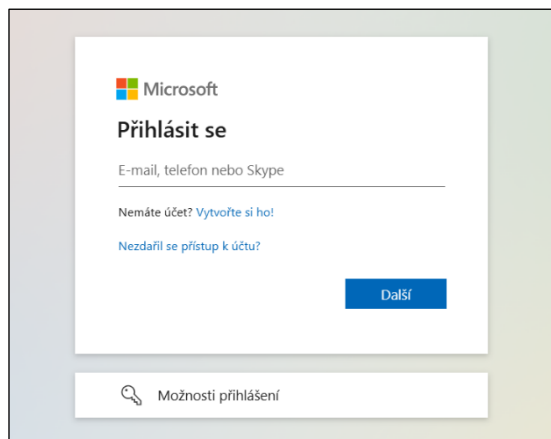 Microsoft
Přihlásit se
E-mail, telefon nebo Skype
Nemáte účet? Vytvořte si ho!
Nezdařil se přístup k účtu?
Další
Možnosti přihlášení